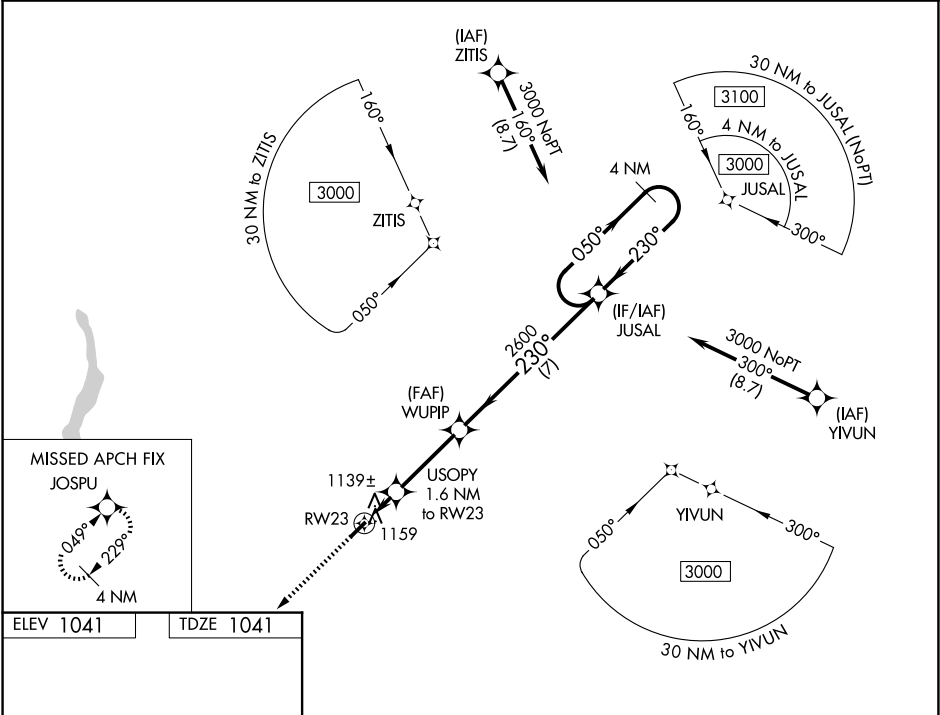 (IAF)
ZITIS
3000 NoPT
160°
(8.7)
30 NM to ZITIS
160°
3000
ZITIS
050°
30 NM to JUSAL (NoPT)
3100
160°
4 NM to JUSAL
3000
JUSAL
300°
4 NM
050°
230°
(IF/IAF)
JUSAL
2600
230°
(7)
3000 NoPT
300°
(8.7)
(IAF)
YIVUN
(FAF)
WUPIP
USOPY
1.6 NM
to RW23
1139±
RW23
1159
YIVUN
050°
300°
3000
30 NM to YIVUN
MISSED APCH FIX
JOSPU
049°
229°
4 NM
ELEV 1041
TDZE 1041